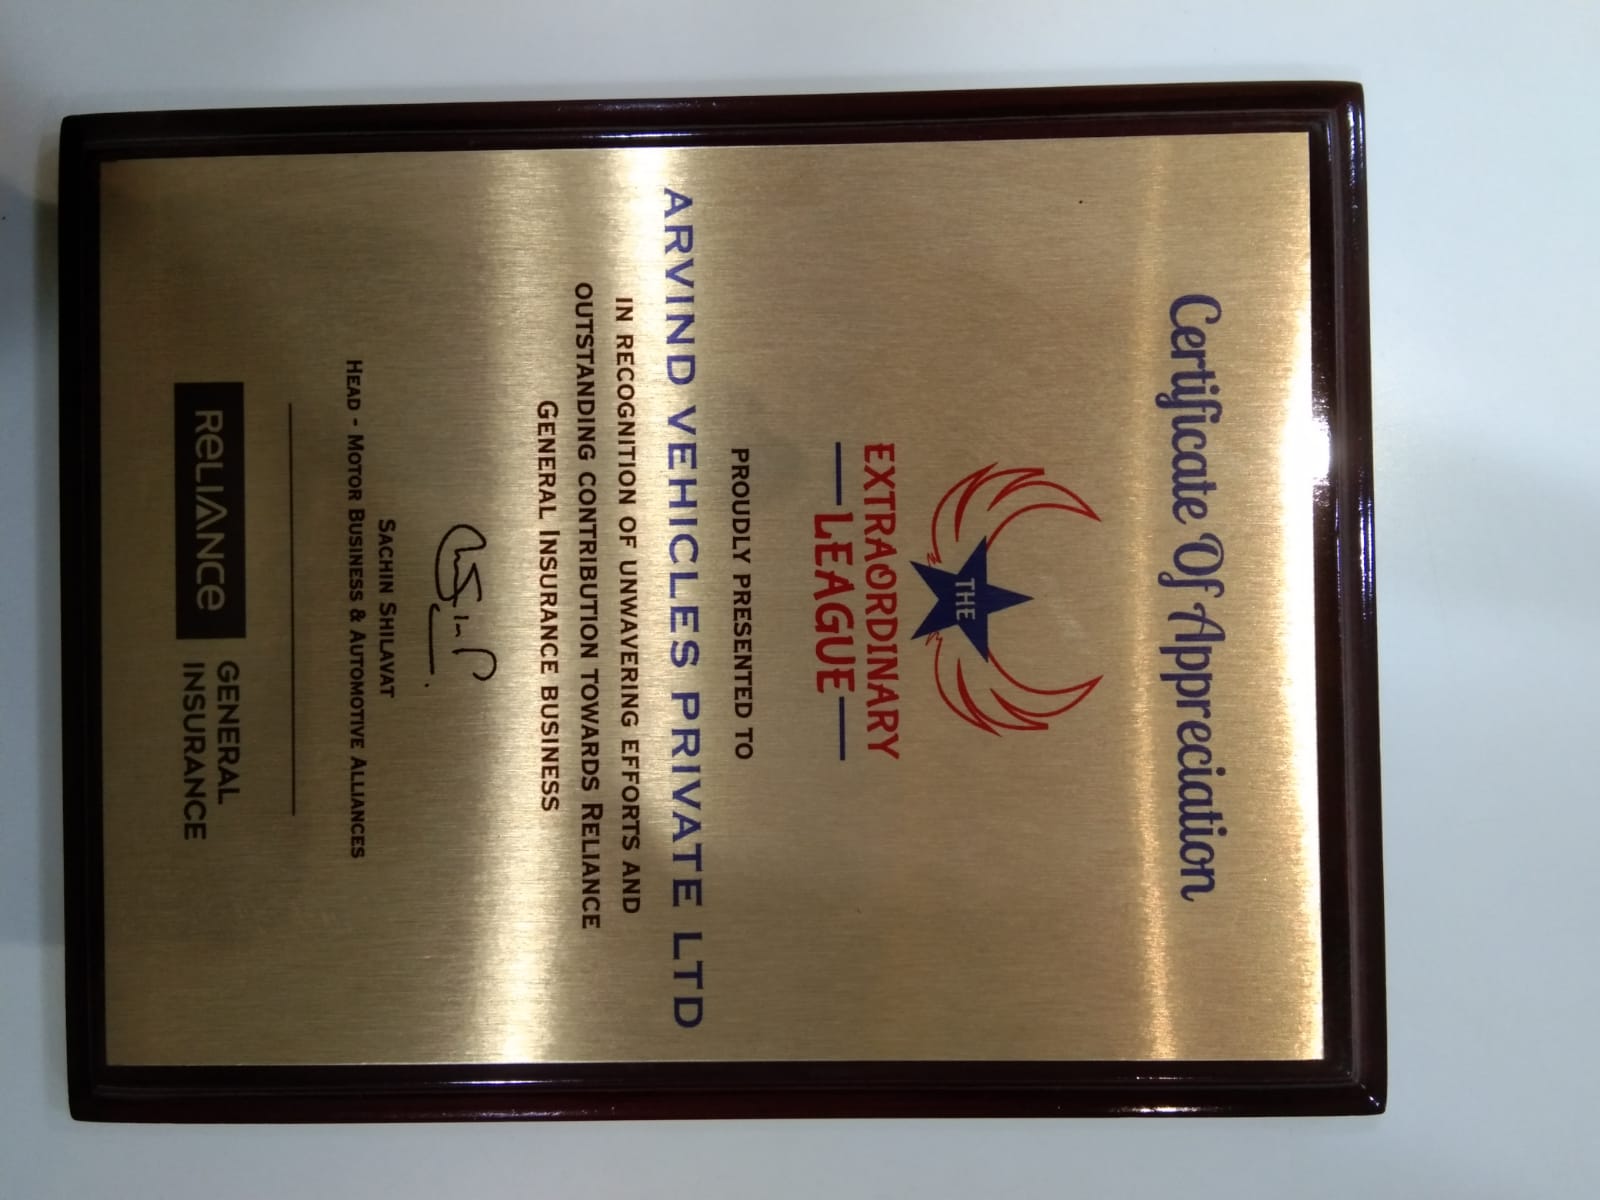 Certificate Of Appreciation
THE
EXTRAORDINARY
LEAGUE
PROUDLY PRESENTED TO
ARVIND VEHICLES PRIVATE LTD
IN RECOGNITION OF UNWAVERING EFFORTS AND
OUTSTANDING CONTRIBUTION TOWARDS RELIANCE
GENERAL INSURANCE BUSINESS
SACHIN SHILAVAT
HEAD - MOTOR BUSINESS & AUTOMOTIVE ALLIANCES
RELIANCE GENERAL
INSURANCE